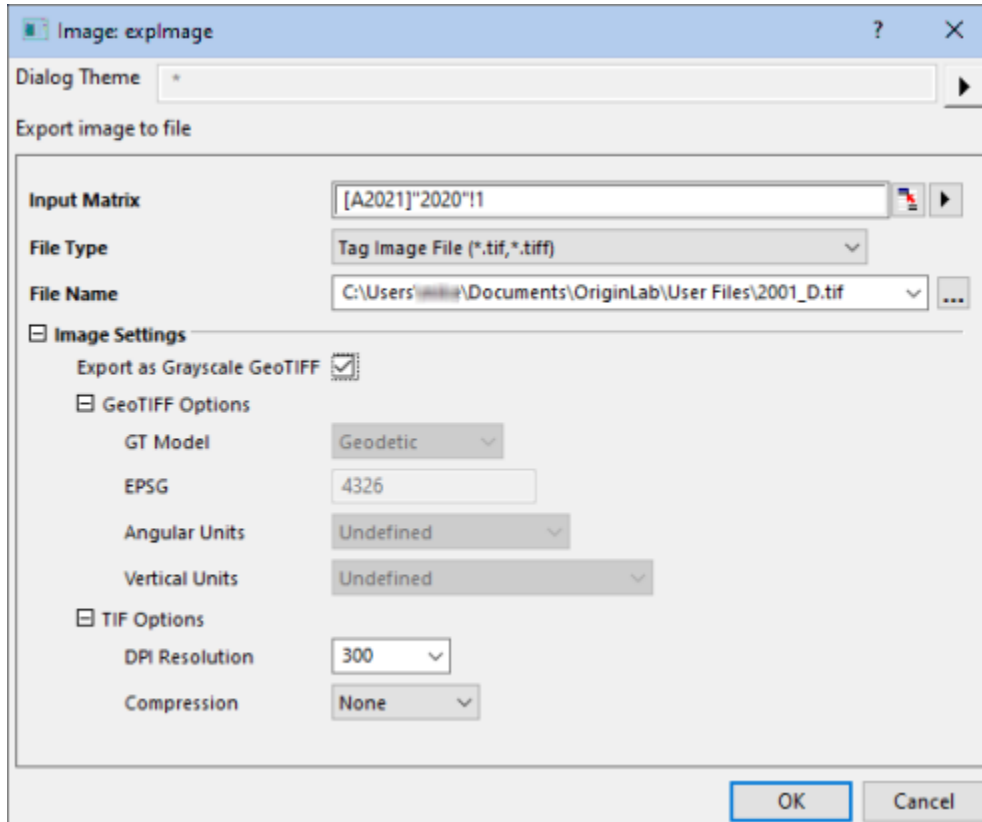 Image: expImage
?
Dialog Theme *
Export image to file
Input Matrix [A2021]"2020"!1
File Type Tag Image File (*.tif,*.tiff)
File Name C:\Users\ \Documents\OriginLab\User Files\2001_D.tif ...
Image Settings
Export as Grayscale GeoTIFF
GeoTIFF Options
GT Model Geodetic
EPSG 4326
Angular Units Undefined
Vertical Units Undefined
TIF Options
DPI Resolution 300
Compression None
OK Cancel